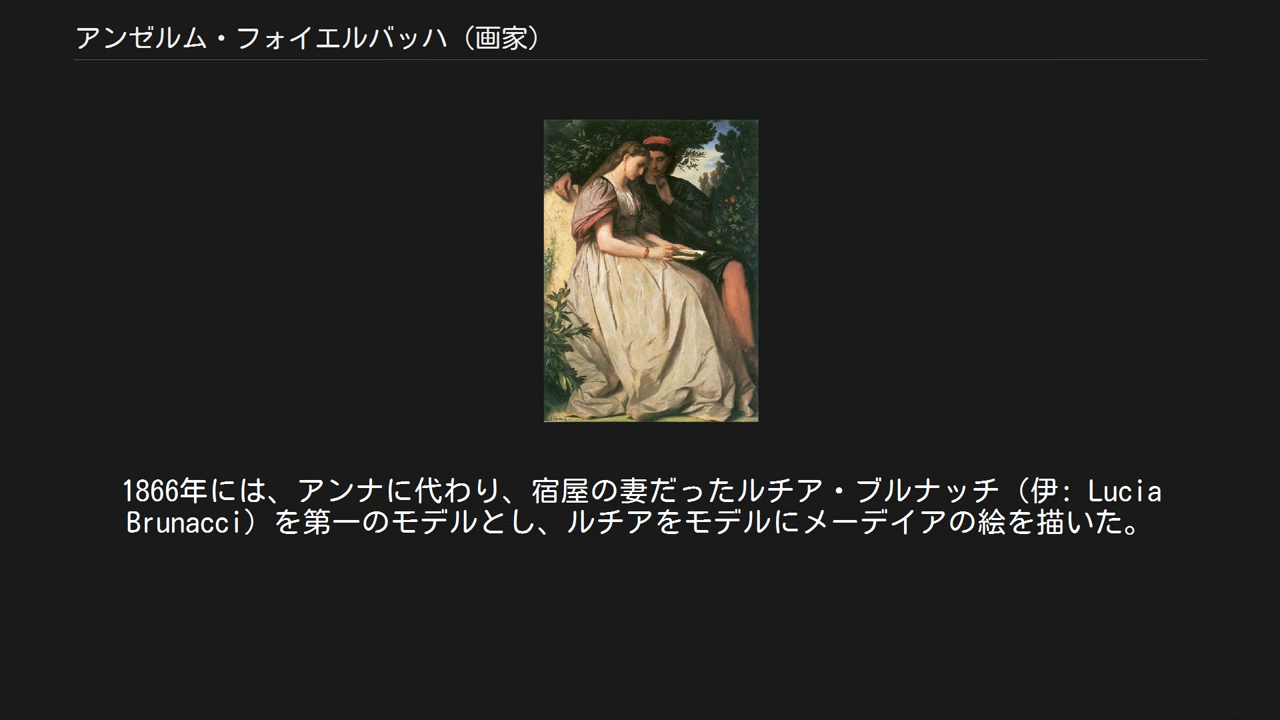 アンゼルム・フォイエルバッハ（画家）
1866年には、アンナに代わり、宿屋の妻だったルチア・ブルナッチ（伊: Lucia
Brunacci）を第一のモデルとし、ルチアをモデルにメーデイアの絵を描いた。